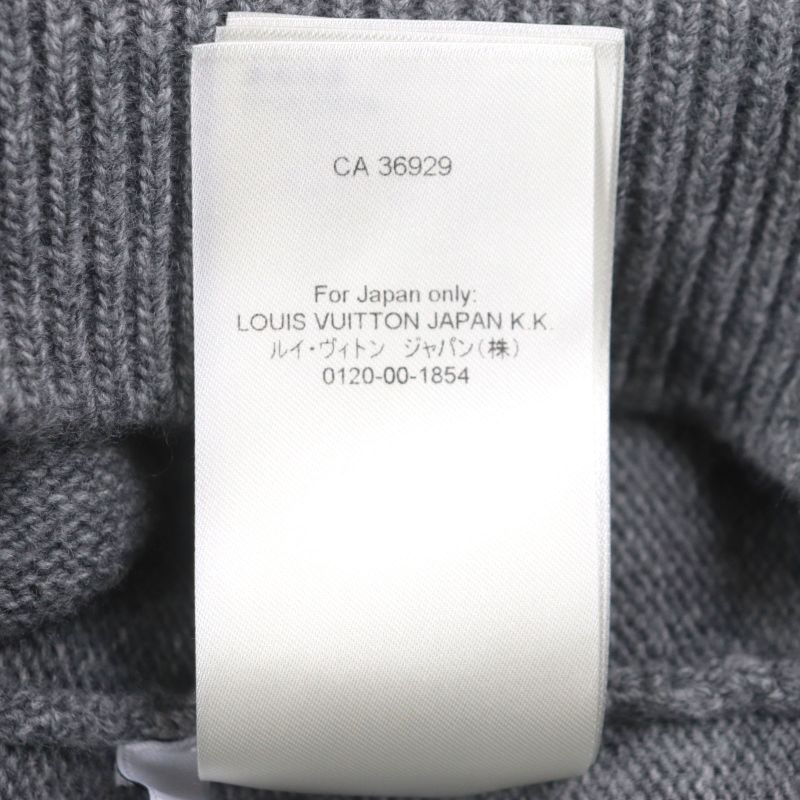 CA 36929
For Japan only:
LOUIS VUITTON JAPAN K.K.
ルイ・ヴィトン　ジャパン(株)
0120-00-1854